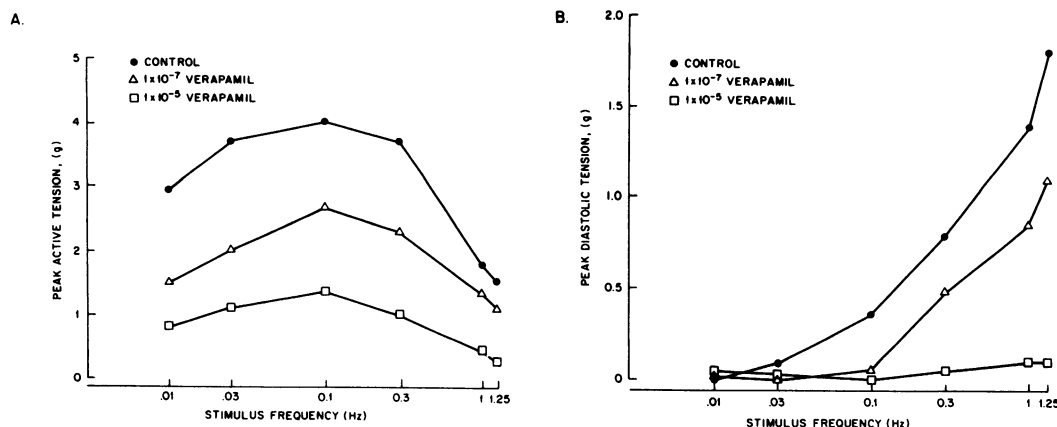 A.
5
4
3
2
1
0
PEAK ACTIVE TENSION, (g)
● CONTROL
△ 1x10⁻⁷ VERAPAMIL
□ 1x10⁻⁵ VERAPAMIL
.01 .03 0.1 0.3 1 1.25
STIMULUS FREQUENCY (Hz)
B.
2.0
1.5
1.0
0.5
0
PEAK DIASTOLIC TENSION, (g)
● CONTROL
△ 1x10⁻⁷ VERAPAMIL
□ 1x10⁻⁵ VERAPAMIL
.01 .03 0.1 0.3 1 1.25
STIMULUS FREQUENCY (Hz)